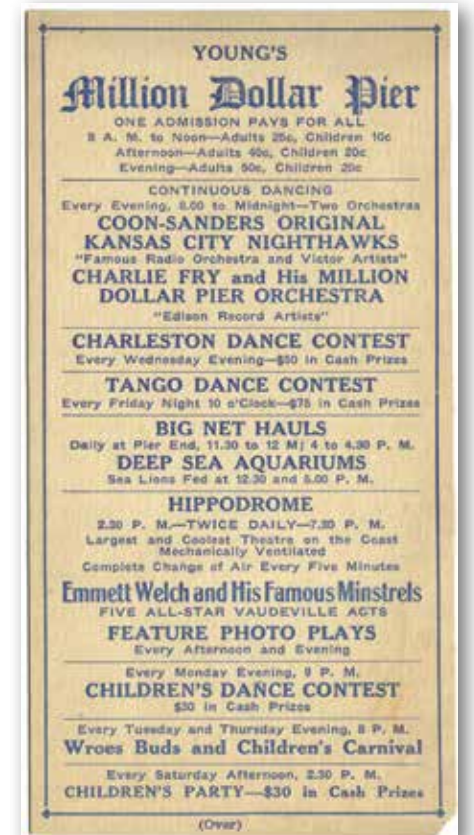 YOUNG'S
Million Dollar Pier
ONE ADMISSION PAYS FOR ALL
8 A. M. to Noon—Adults 25c, Children 10c
Afternoon—Adults 40c, Children 20c
Evening—Adults 50c, Children 20c
CONTINUOUS DANCING
Every Evening, 8.00 to Midnight—Two Orchestras
COON-SANDERS ORIGINAL
KANSAS CITY NIGHTHAWKS
"Famous Radio Orchestra and Victor Artists"
CHARLIE FRY and His MILLION
DOLLAR PIER ORCHESTRA
"Edison Record Artists"
CHARLESTON DANCE CONTEST
Every Wednesday Evening—$50 in Cash Prizes
TANGO DANCE CONTEST
Every Friday Night 10 o'Clock—$75 in Cash Prizes
BIG NET HAULS
Daily at Pier End, 11.30 to 12 M; 4 to 4.30 P. M.
DEEP SEA AQUARIUMS
Sea Lions Fed at 12.30 and 5.00 P. M.
HIPPODROME
2.30 P. M.—TWICE DAILY—7.30 P. M.
Largest and Coolest Theatre on the Coast
Mechanically Ventilated
Complete Change of Air Every Five Minutes
Emmett Welch and His Famous Minstrels
FIVE ALL-STAR VAUDEVILLE ACTS
FEATURE PHOTO PLAYS
Every Afternoon and Evening
Every Monday Evening, 8 P. M.
CHILDREN'S DANCE CONTEST
$30 in Cash Prizes
Every Tuesday and Thursday Evening, 8 P. M.
Wroes Buds and Children's Carnival
Every Saturday Afternoon, 2.30 P. M.
CHILDREN'S PARTY—$30 in Cash Prizes
(Over)